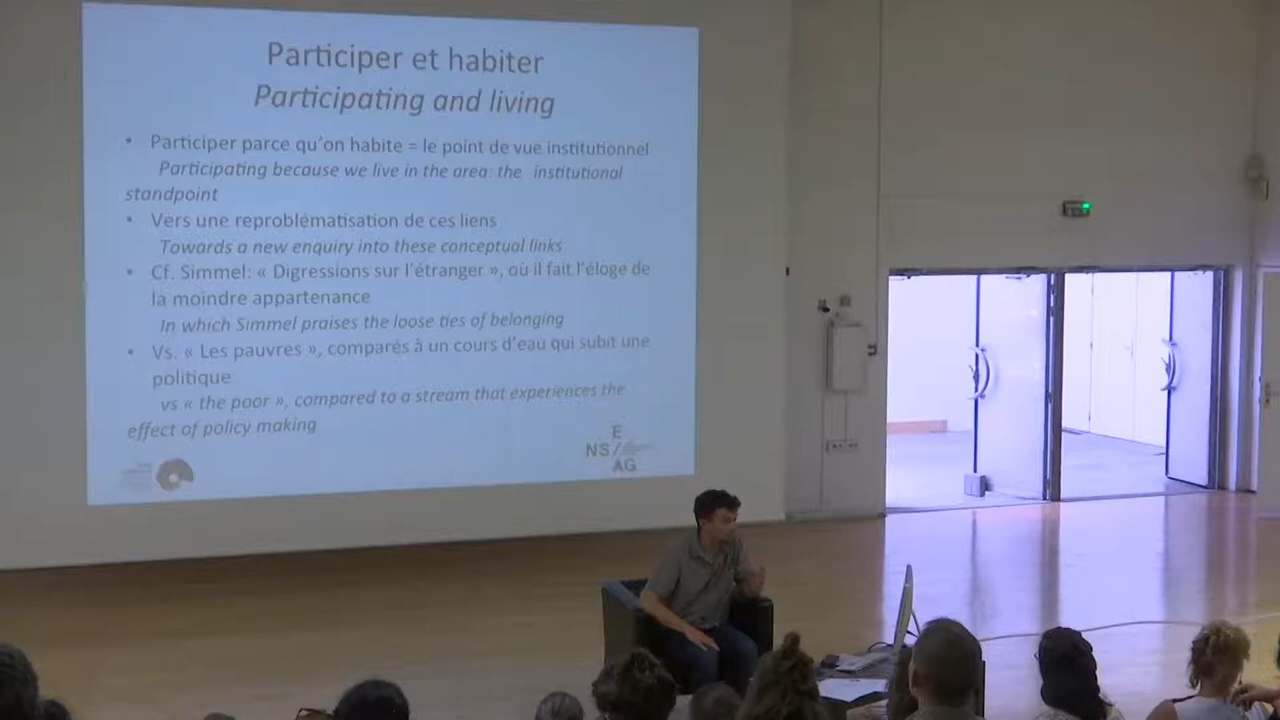 Participer et habiter
Participating and living
• Participer parce qu'on habite = le point de vue institutionnel
Participating because we live in the area: the institutional
standpoint
• Vers une reproblématisation de ces liens
Towards a new enquiry into these conceptual links
• Cf. Simmel: « Digressions sur l'étranger », où il fait l'éloge de
la moindre appartenance
In which Simmel praises the loose ties of belonging
• Vs. « Les pauvres », comparés à un cours d'eau qui subit une
politique
vs « the poor », compared to a stream that experiences the
effect of policy making
E
NS/
AG